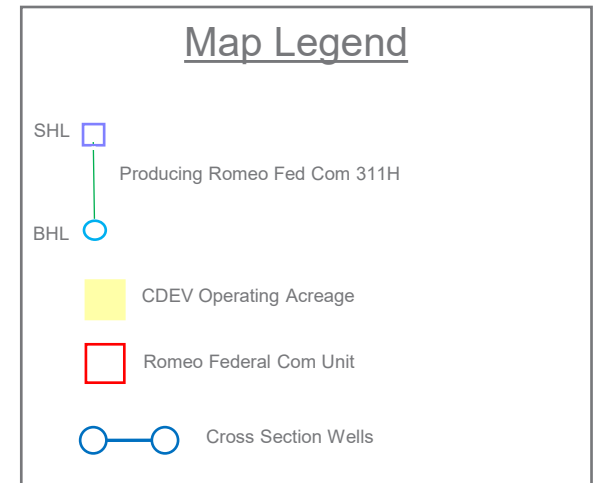 Map Legend
SHL
Producing Romeo Fed Com 311H
BHL
CDEV Operating Acreage
Romeo Federal Com Unit
Cross Section Wells